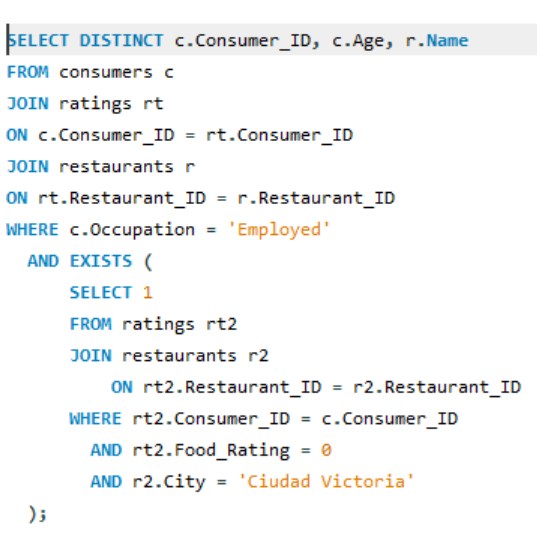 SELECT DISTINCT c.Consumer_ID, c.Age, r.Name
FROM consumers c
JOIN ratings rt
ON c.Consumer_ID = rt.Consumer_ID
JOIN restaurants r
ON rt.Restaurant_ID = r.Restaurant_ID
WHERE c.Occupation = 'Employed'
  AND EXISTS (
      SELECT 1
      FROM ratings rt2
      JOIN restaurants r2
          ON rt2.Restaurant_ID = r2.Restaurant_ID
      WHERE rt2.Consumer_ID = c.Consumer_ID
        AND rt2.Food_Rating = 0
        AND r2.City = 'Ciudad Victoria'
  );